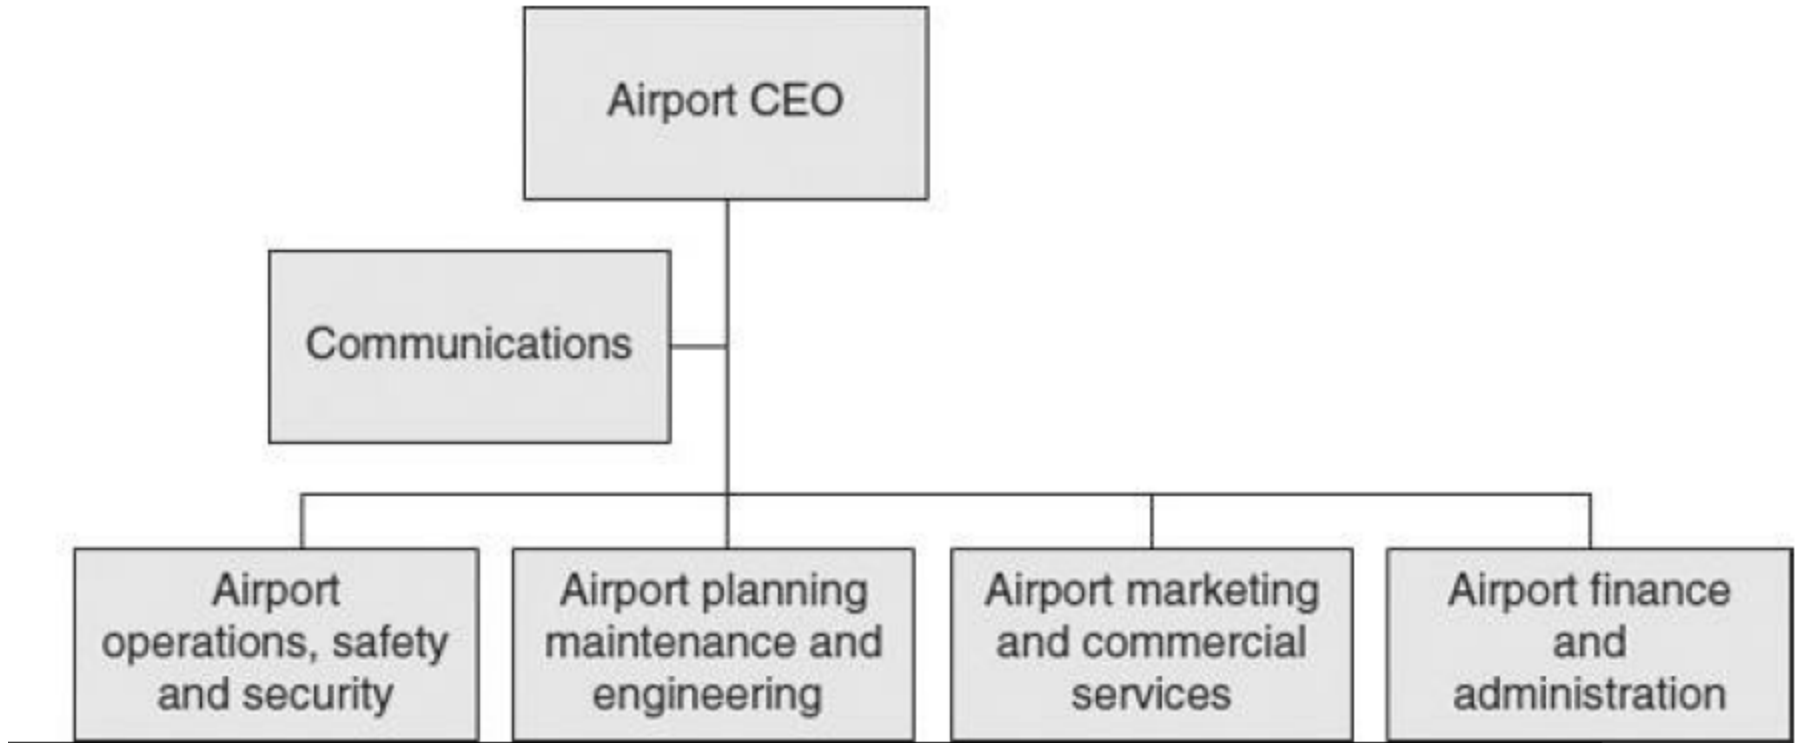 Airport CEO
Communications
Airport
operations, safety
and security
Airport planning
maintenance and
engineering
Airport marketing
and commercial
services
Airport finance
and
administration